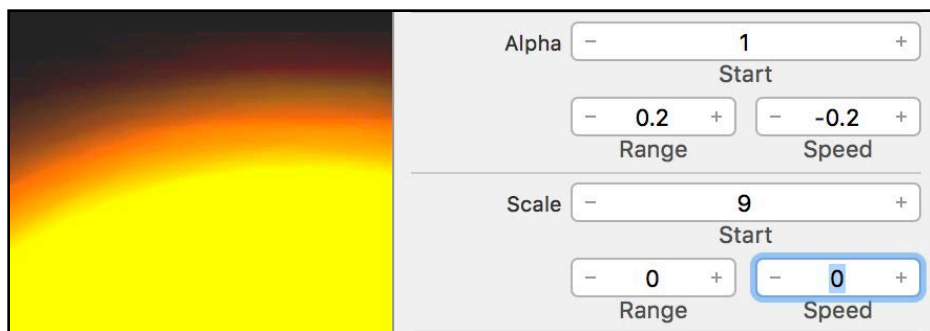 Alpha − 1 +
Start
− 0.2 + − -0.2 +
Range Speed
Scale − 9 +
Start
− 0 + − 0 +
Range Speed